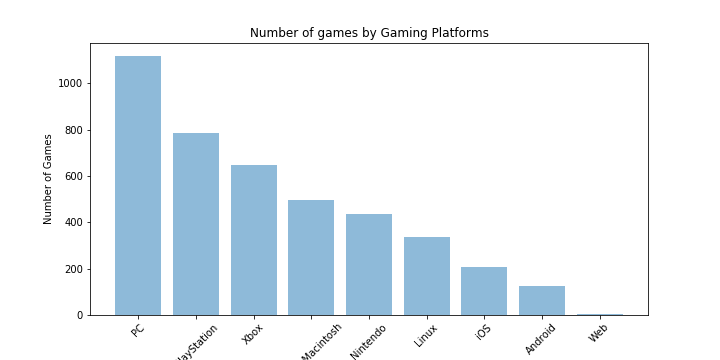 Number of games by Gaming Platforms
Number of Games
1000
800
600
400
200
0
PC
layStation
Xbox
Macintosh
Nintendo
Linux
iOS
Android
Web